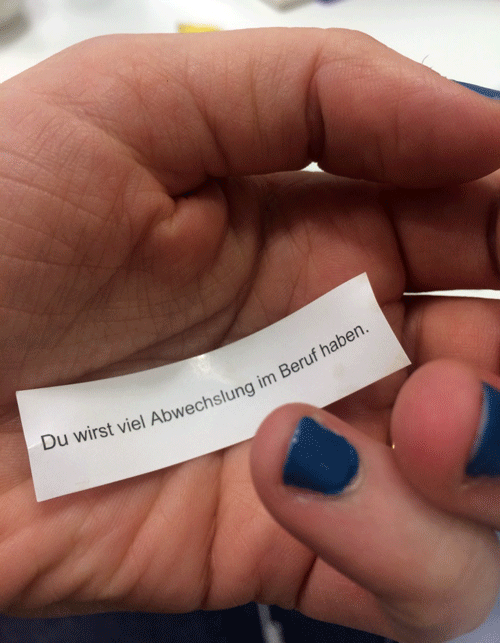 Du wirst viel Abwechslung im Beruf haben.